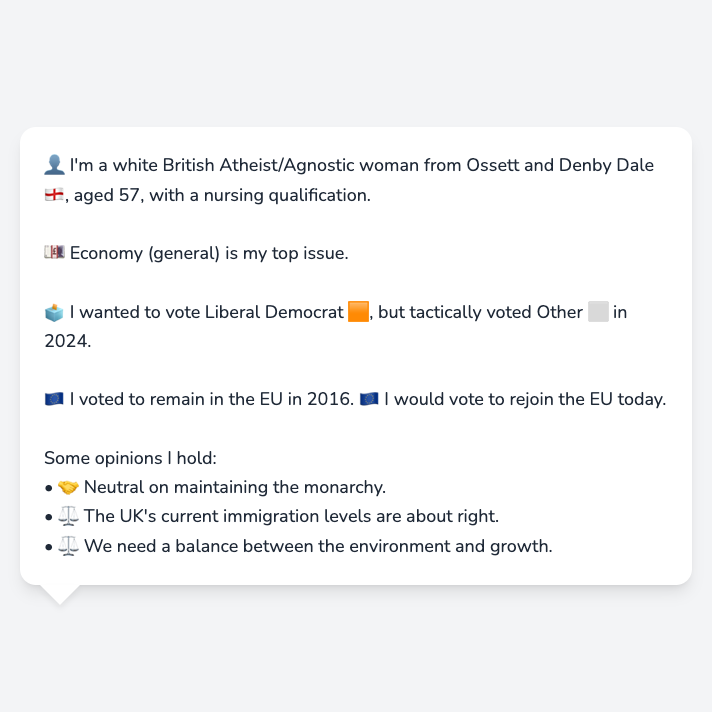 👤 I'm a white British Atheist/Agnostic woman from Ossett and Denby Dale
🏴󠁧󠁢󠁥󠁮󠁧󠁿, aged 57, with a nursing qualification.
💷 Economy (general) is my top issue.
🗳️ I wanted to vote Liberal Democrat 🟧, but tactically voted Other ⬜ in
2024.
🇪🇺 I voted to remain in the EU in 2016. 🇪🇺 I would vote to rejoin the EU today.
Some opinions I hold:
• 🤝 Neutral on maintaining the monarchy.
• ⚖️ The UK's current immigration levels are about right.
• ⚖️ We need a balance between the environment and growth.